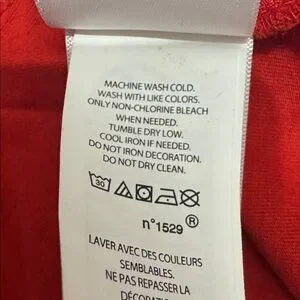 MACHINE WASH COLD.
WASH WITH LIKE COLORS.
ONLY NON-CHLORINE BLEACH
WHEN NEEDED.
TUMBLE DRY LOW.
COOL IRON IF NEEDED.
DO NOT IRON DECORATION.
DO NOT DRY CLEAN.
30
n°1529 ®
LAVER AVEC DES COULEURS
SEMBLABLES.
NE PAS REPASSER LA